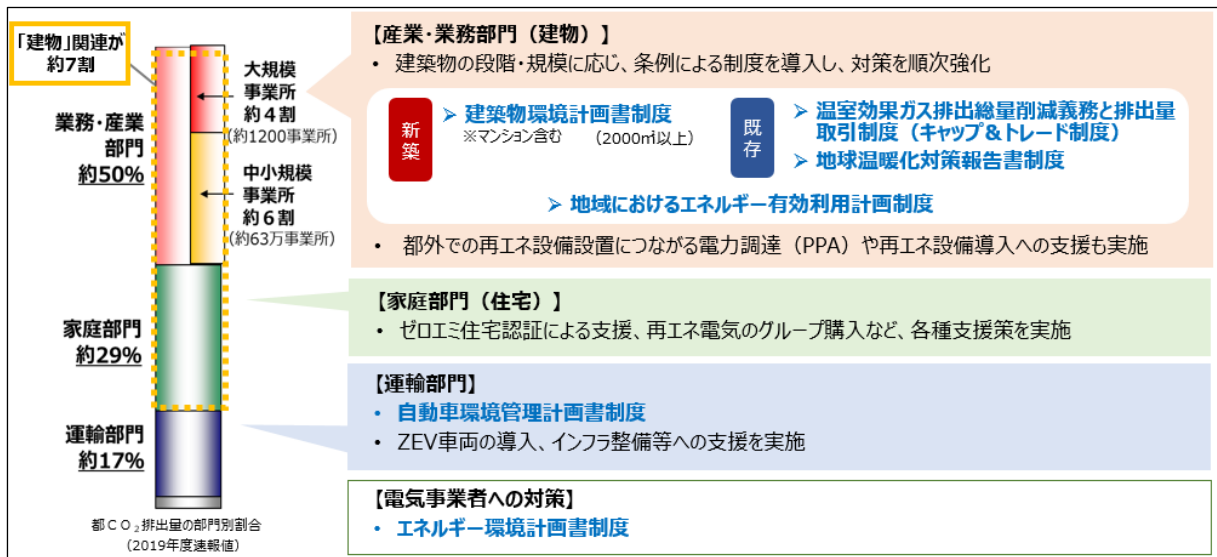 「建物」関連が
約7割
業務・産業
部門
約50%
大規模
事業所
約4割
(約1200事業所)
中小規模
事業所
約6割
(約63万事業所)
家庭部門
約29%
運輸部門
約17%
都CO₂排出量の部門別割合
(2019年度速報値)
【産業・業務部門(建物)】
• 建築物の段階・規模に応じ、条例による制度を導入し、対策を順次強化
新築
➢ 建築物環境計画書制度
※マンション含む (2000㎡以上)
既存
➢ 温室効果ガス排出総量削減義務と排出量
取引制度(キャップ&トレード制度)
➢ 地球温暖化対策報告書制度
➢ 地域におけるエネルギー有効利用計画制度
• 都外での再エネ設備設置につながる電力調達(PPA)や再エネ設備導入への支援も実施
【家庭部門(住宅)】
• ゼロエミ住宅認証による支援、再エネ電気のグループ購入など、各種支援策を実施
【運輸部門】
• 自動車環境管理計画書制度
• ZEV車両の導入、インフラ整備等への支援を実施
【電気事業者への対策】
• エネルギー環境計画書制度